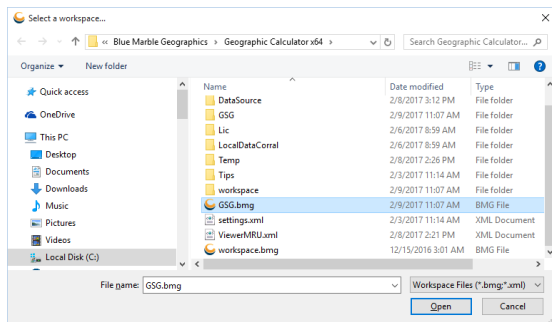 Select a workspace...
« Blue Marble Geographics › Geographic Calculator x64 ›
Search Geographic Calculator...
Organize
New folder
Name Date modified Type
Quick access
OneDrive
This PC
Desktop
Documents
Downloads
Music
Pictures
Videos
Local Disk (C:)
DataSource 2/8/2017 3:12 PM File folder
GSG 2/9/2017 11:07 AM File folder
Lic 2/6/2017 8:59 AM File folder
LocalDataCorral 2/6/2017 8:59 AM File folder
Temp 2/8/2017 2:26 PM File folder
Tips 2/3/2017 11:14 AM File folder
workspace 2/9/2017 11:07 AM File folder
GSG.bmg 2/9/2017 11:07 AM BMG File
settings.xml 2/3/2017 11:14 AM XML Document
ViewerMRU.xml 2/8/2017 2:21 PM XML Document
workspace.bmg 12/15/2016 3:01 AM BMG File
File name: GSG.bmg
Workspace Files (*.bmg;*.xml)
Open Cancel